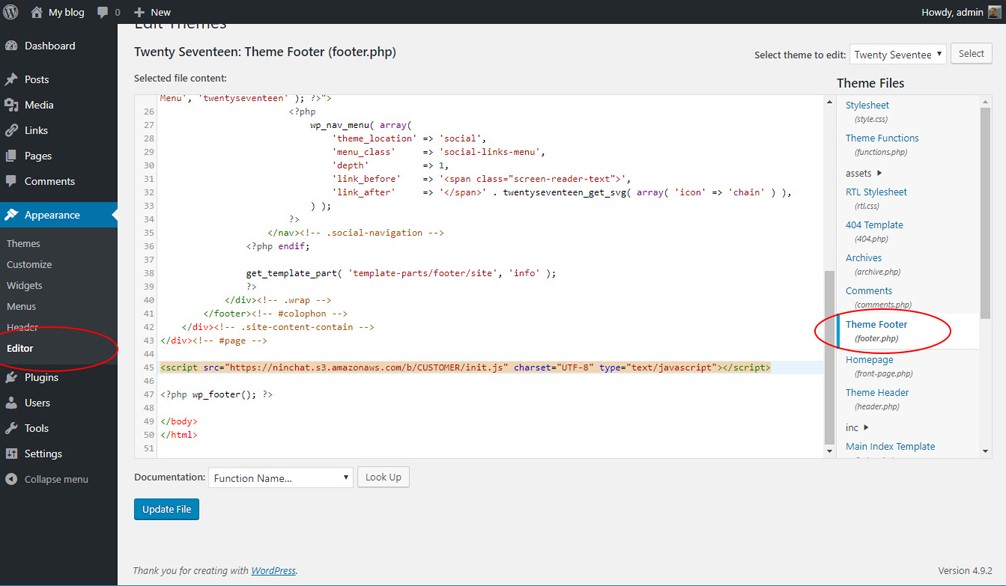 My blog 0 New Howdy, admin
Edit Themes
Dashboard
Posts
Media
Links
Pages
Comments
Appearance
Themes
Customize
Widgets
Menus
Header
Editor
Plugins
Users
Tools
Settings
Collapse menu
Twenty Seventeen: Theme Footer (footer.php)
Select theme to edit: Twenty Seventee Select
Selected file content:
Menu', 'twentyseventeen' ); ?>">
26 <?php
27 wp_nav_menu( array(
28 'theme_location' => 'social',
29 'menu_class'     => 'social-links-menu',
30 'depth'          => 1,
31 'link_before'    => '<span class="screen-reader-text">',
32 'link_after'     => '</span>' . twentyseventeen_get_svg( array( 'icon' => 'chain' ) ),
33 ) );
34 ?>
35 </nav><!-- .social-navigation -->
36 <?php endif;
37
38 get_template_part( 'template-parts/footer/site', 'info' );
39 ?>
40 </div><!-- .wrap -->
41 </footer><!-- #colophon -->
42 </div><!-- .site-content-contain -->
43 </div><!-- #page -->
44
45 <script src="https://ninchat.s3.amazonaws.com/b/CUSTOMER/init.js" charset="UTF-8" type="text/javascript"></script>
46
47 <?php wp_footer(); ?>
48
49 </body>
50 </html>
51
Theme Files
Stylesheet
(style.css)
Theme Functions
(functions.php)
assets
RTL Stylesheet
(rtl.css)
404 Template
(404.php)
Archives
(archive.php)
Comments
(comments.php)
Theme Footer
(footer.php)
Homepage
(front-page.php)
Theme Header
(header.php)
inc
Main Index Template
Documentation: Function Name... Look Up
Update File
Thank you for creating with WordPress.
Version 4.9.2